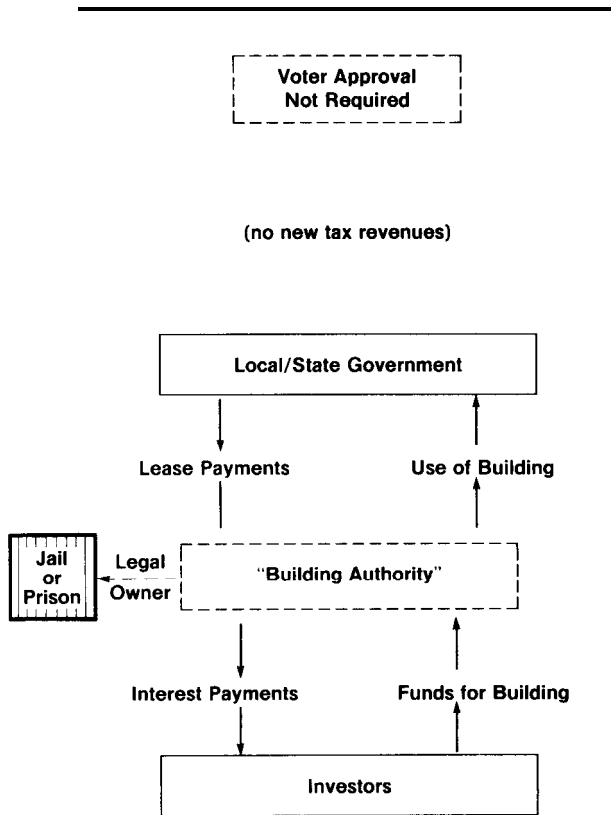 Voter Approval
Not Required
(no new tax revenues)
Local/State Government
Lease Payments
Use of Building
Jail
or
Prison
Legal
Owner
"Building Authority"
Interest Payments
Funds for Building
Investors